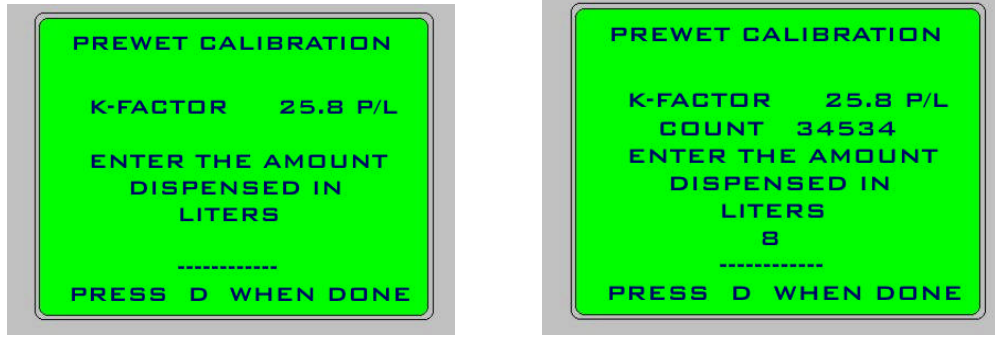 PREWET CALIBRATION
K-FACTOR 25.8 P/L
ENTER THE AMOUNT
DISPENSED IN
LITERS
------------
PRESS D WHEN DONE
PREWET CALIBRATION
K-FACTOR 25.8 P/L
COUNT 34534
ENTER THE AMOUNT
DISPENSED IN
LITERS
8
------------
PRESS D WHEN DONE